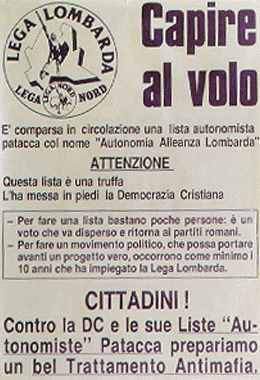 LEGA LOMBARDA
LEGA NORD
LEGA NORD
Capire
al volo
E' comparsa in circolazione una lista autonomista
patacca col nome "Autonomia Alleanza Lombarda"
ATTENZIONE
Questa lista è una truffa
L'ha messa in piedi la Democrazia Cristiana
- Per fare una lista bastano poche persone: è un
voto che va disperso e ritorna ai partiti romani.
- Per fare un movimento politico, che possa portare
avanti un progetto vero, occorrono come minimo i
10 anni che ha impiegato la Lega Lombarda.
CITTADINI !
Contro la DC e le sue Liste "Au-
tonomiste" Patacca prepariamo
un bel Trattamento Antimafia.